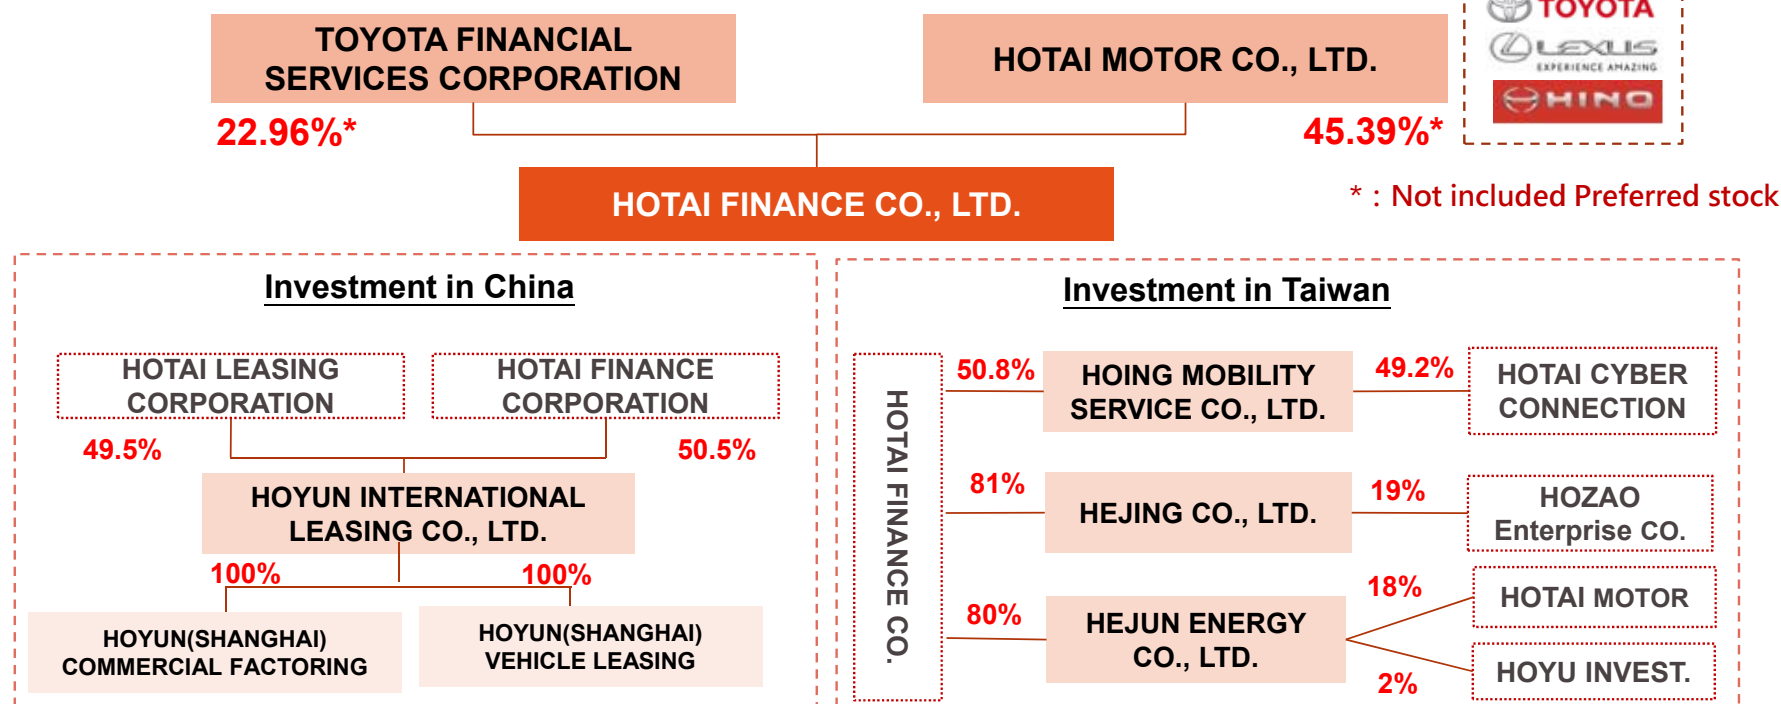 TOYOTA FINANCIAL
SERVICES CORPORATION
HOTAI MOTOR CO., LTD.
TOYOTA
LEXUS
EXPERIENCE AMAZING
HINO
22.96%*
45.39%*
HOTAI FINANCE CO., LTD.
*：Not included Preferred stock
Investment in China
HOTAI LEASING
CORPORATION
HOTAI FINANCE
CORPORATION
49.5%
50.5%
HOYUN INTERNATIONAL
LEASING CO., LTD.
100%
100%
HOYUN(SHANGHAI)
COMMERCIAL FACTORING
HOYUN(SHANGHAI)
VEHICLE LEASING
Investment in Taiwan
HOTAI FINANCE CO.
50.8%
HOING MOBILITY
SERVICE CO., LTD.
49.2%
HOTAI CYBER
CONNECTION
81%
HEJING CO., LTD.
19%
HOZAO
Enterprise CO.
80%
HEJUN ENERGY
CO., LTD.
18%
HOTAI MOTOR
2%
HOYU INVEST.